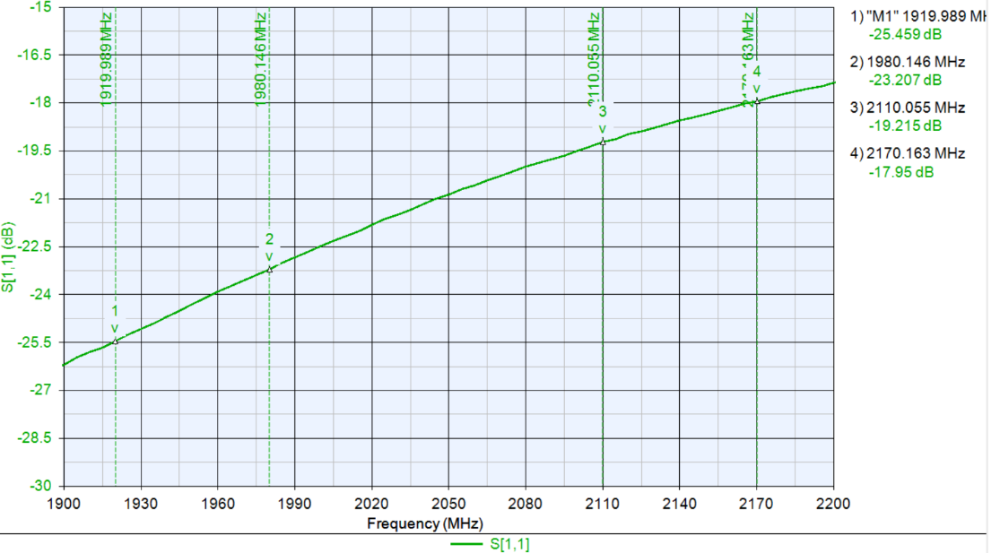 -15
-16.5
-18
-19.5
-21
-22.5
-24
-25.5
-27
-28.5
-30
S[1,1] (dB)
1919.989 MHz
1980.146 MHz
2110.055 MHz
2170.163 MHz
1
v
2
v
3
v
4
v
1900 1930 1960 1990 2020 2050 2080 2110 2140 2170 2200
Frequency (MHz)
S[1,1]
1) "M1" 1919.989 MH
-25.459 dB
2) 1980.146 MHz
-23.207 dB
3) 2110.055 MHz
-19.215 dB
4) 2170.163 MHz
-17.95 dB